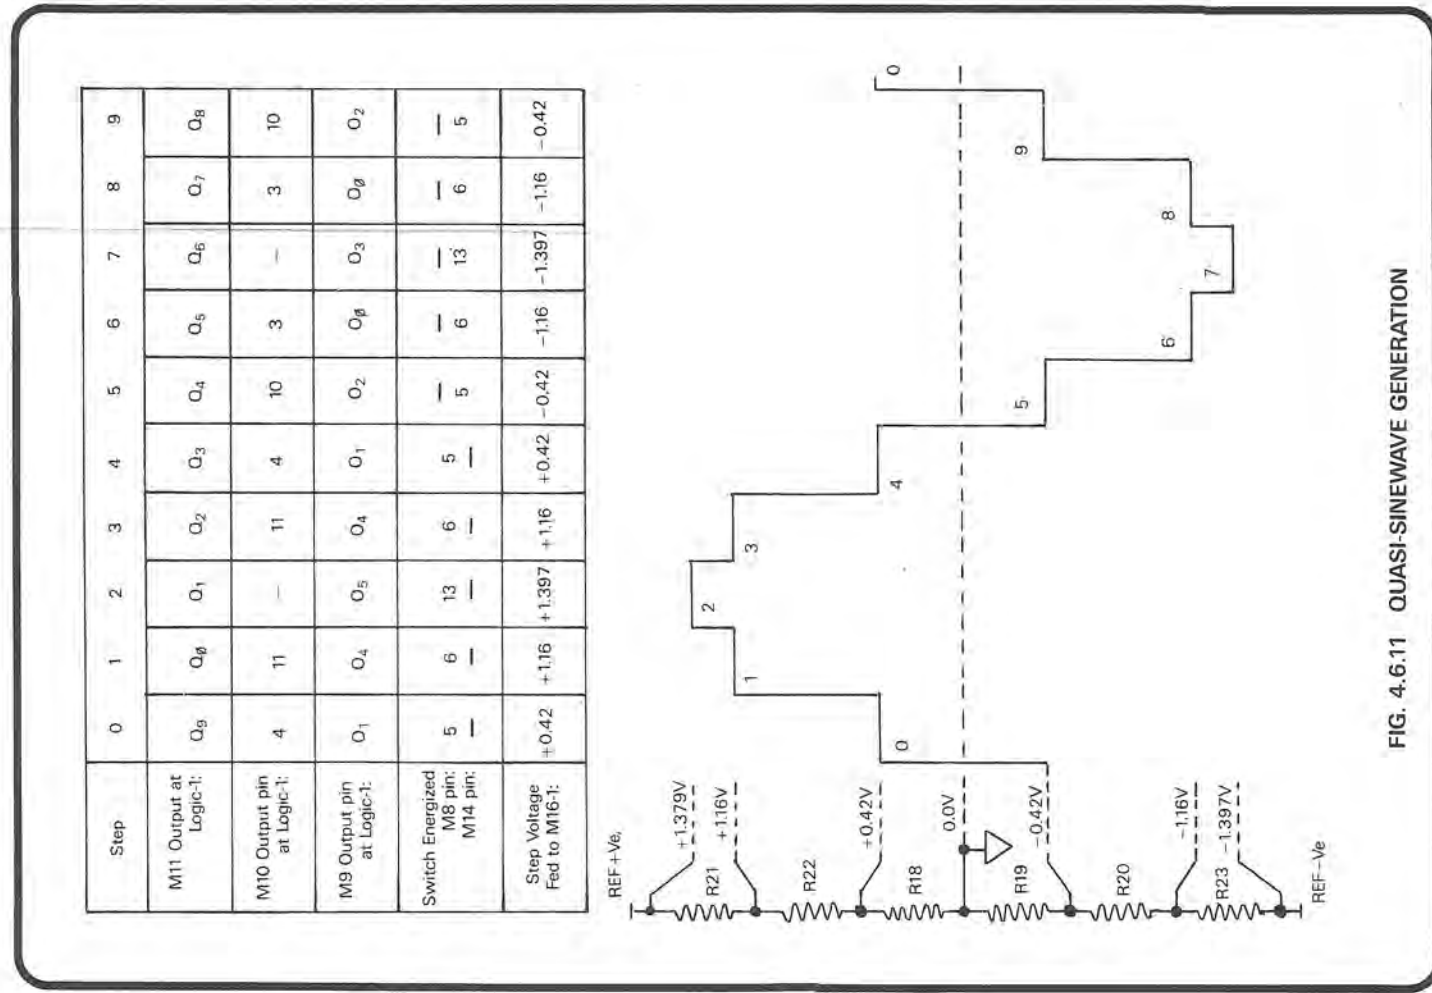 Step 0 1 2 3 4 5 6 7 8 9
M11 Output at Logic-1: Q9 Qø Q1 Q2 Q3 Q4 Q5 Q6 Q7 Q8
M10 Output pin at Logic-1: 4 11 — 11 4 10 3 — 3 10
M9 Output pin at Logic-1: O1 O4 O5 O4 O1 O2 Oø O3 Oø O2
Switch Energized
M8 pin: 5 6 13 6 5 — — — — —
M14 pin: — — — — — 5 6 13 6 5
Step Voltage Fed to M16-1: +0.42 +1.16 +1.397 +1.16 +0.42 -0.42 -1.16 -1.397 -1.16 -0.42
REF+Ve,
+1.379V
R21
+1.16V
R22
+0.42V
R18
0.0V
R19
-0.42V
R20
-1.16V
R23
-1.397V
REF-Ve
0
1
2
3
4
5
6
7
8
9
0
FIG. 4.6.11 QUASI-SINEWAVE GENERATION